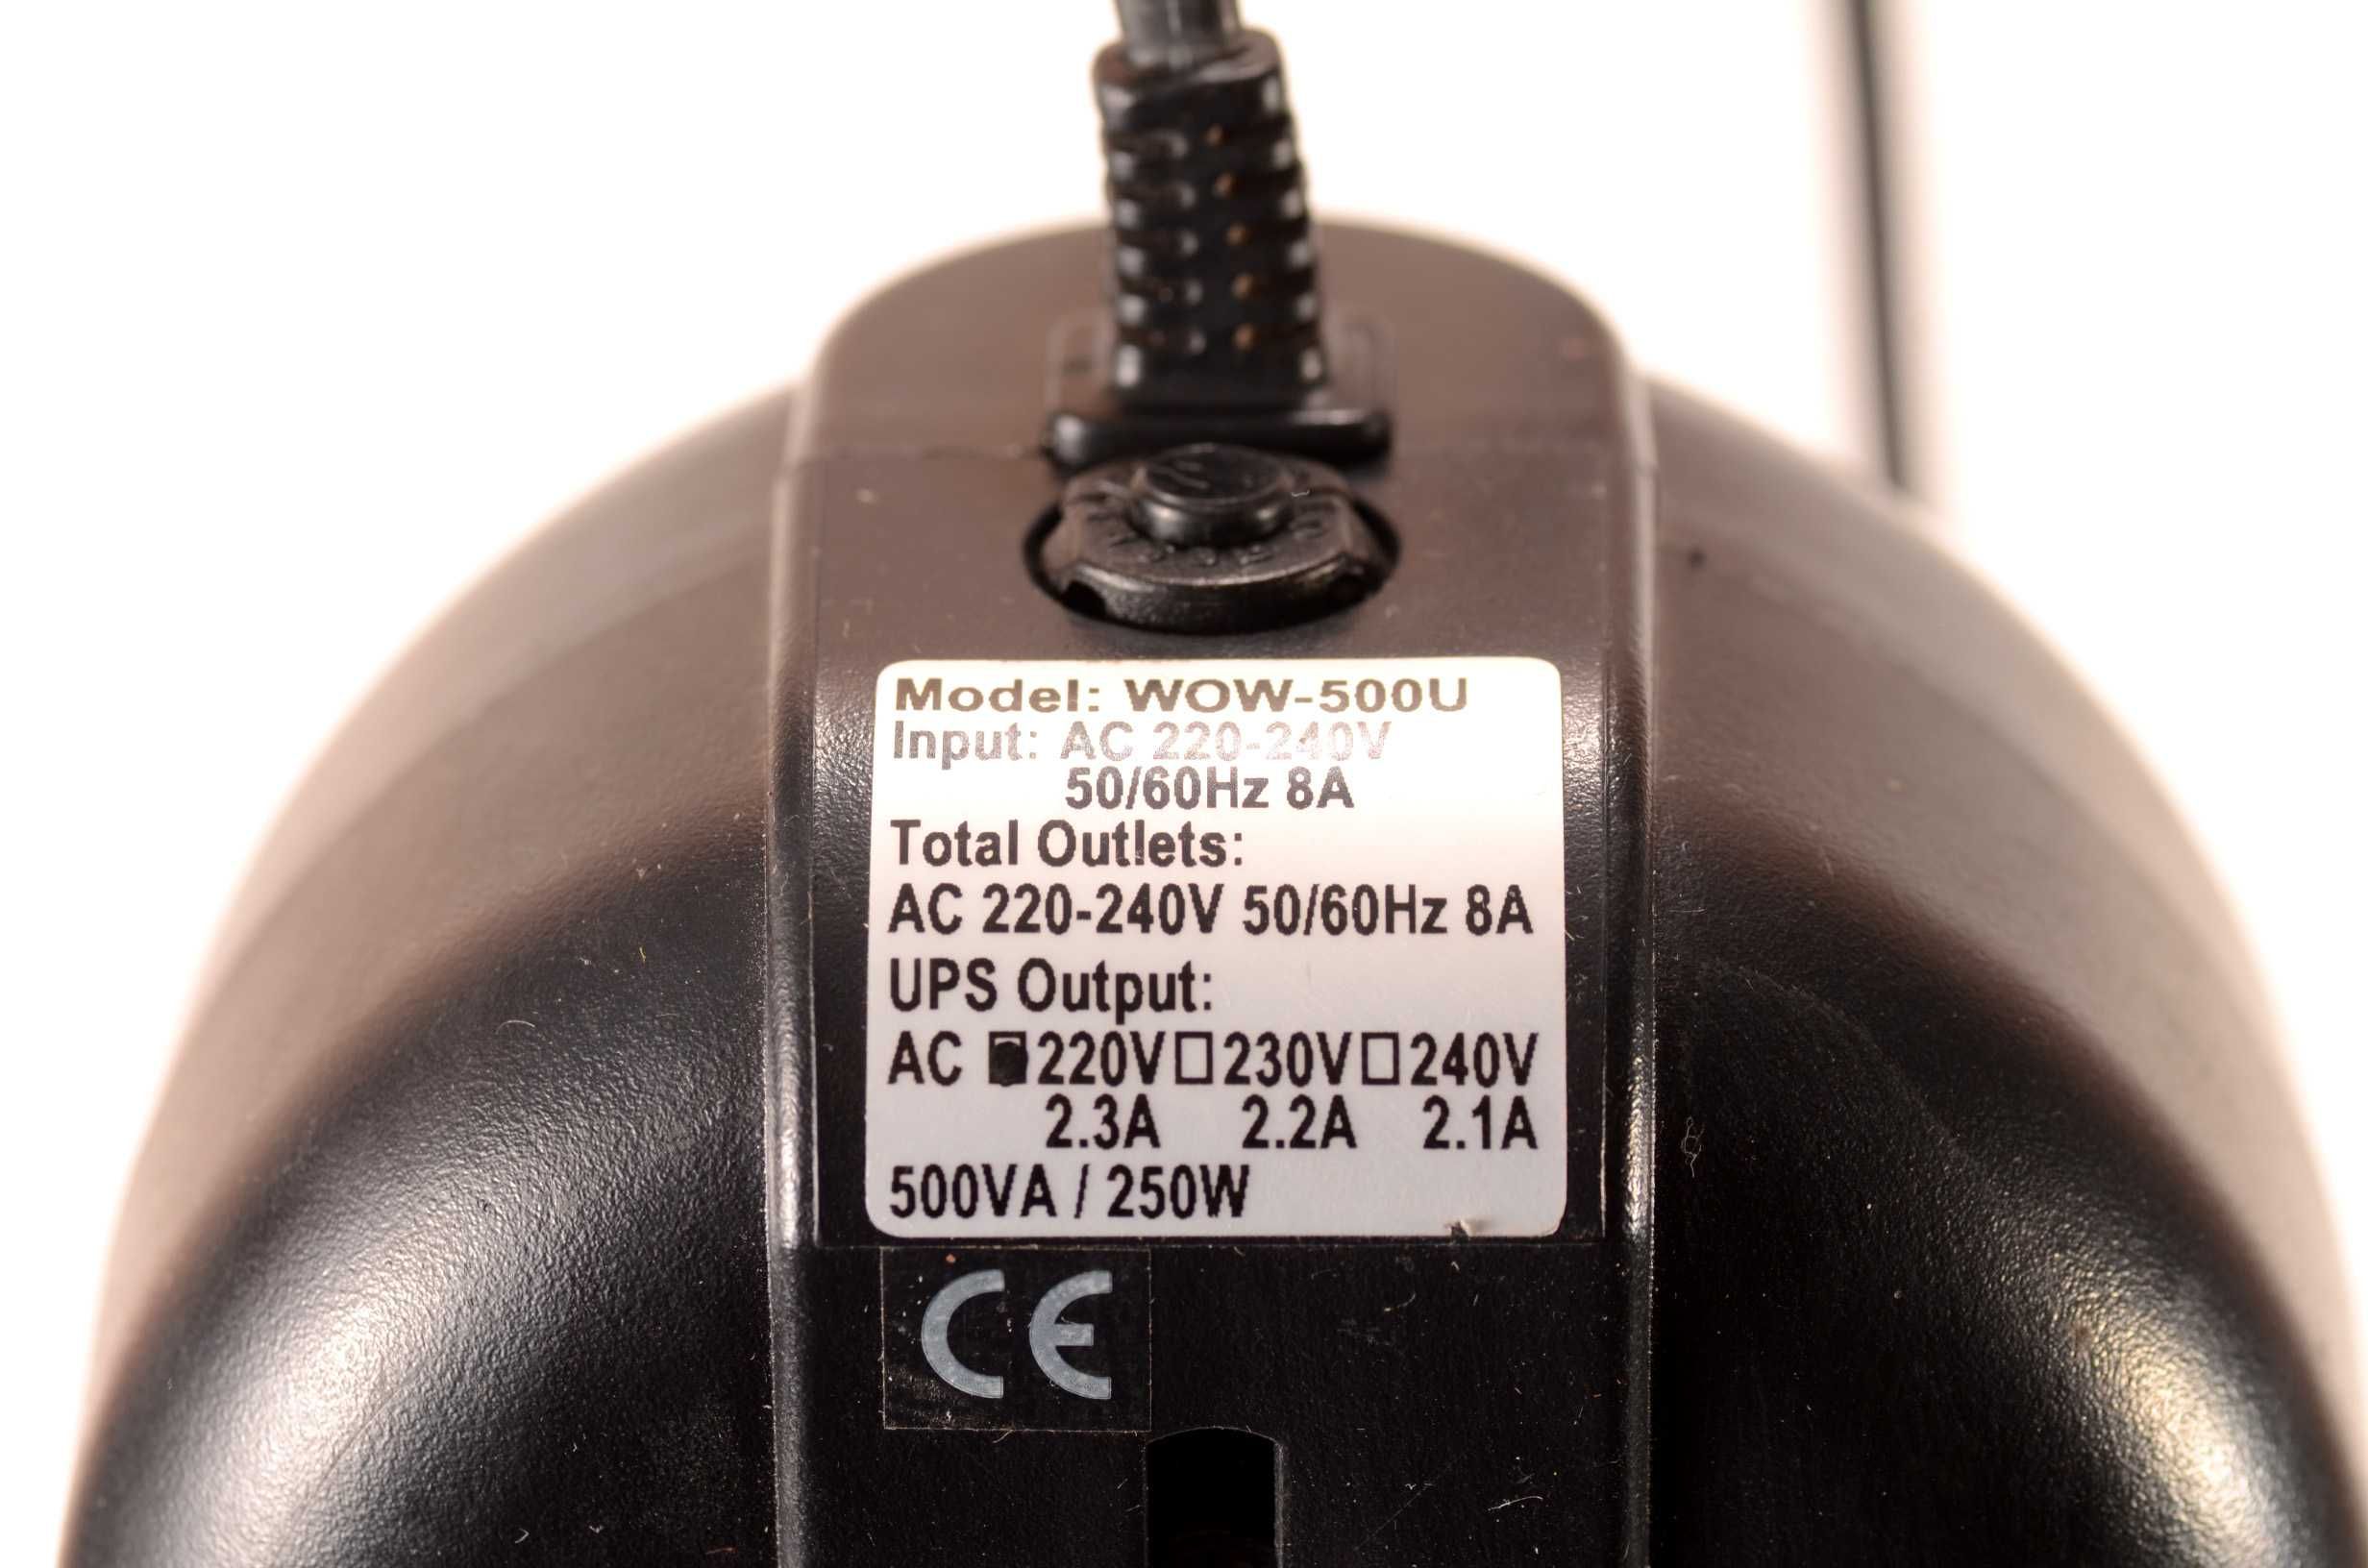 Model: WOW-500U
Input: AC 220-240V
50/60Hz 8A
Total Outlets:
AC 220-240V 50/60Hz 8A
UPS Output:
AC ■220V□230V□240V
2.3A 2.2A 2.1A
500VA / 250W
CE